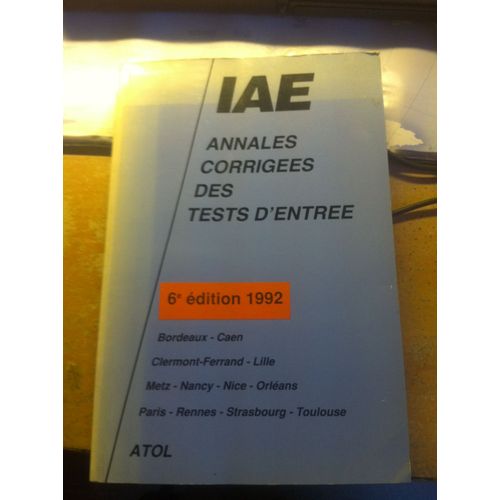 IAE
ANNALES
CORRIGEES
DES
TESTS D'ENTREE
6e édition 1992
Bordeaux - Caen
Clermont-Ferrand - Lille
Metz - Nancy - Nice - Orléans
Paris - Rennes - Strasbourg - Toulouse
ATOL